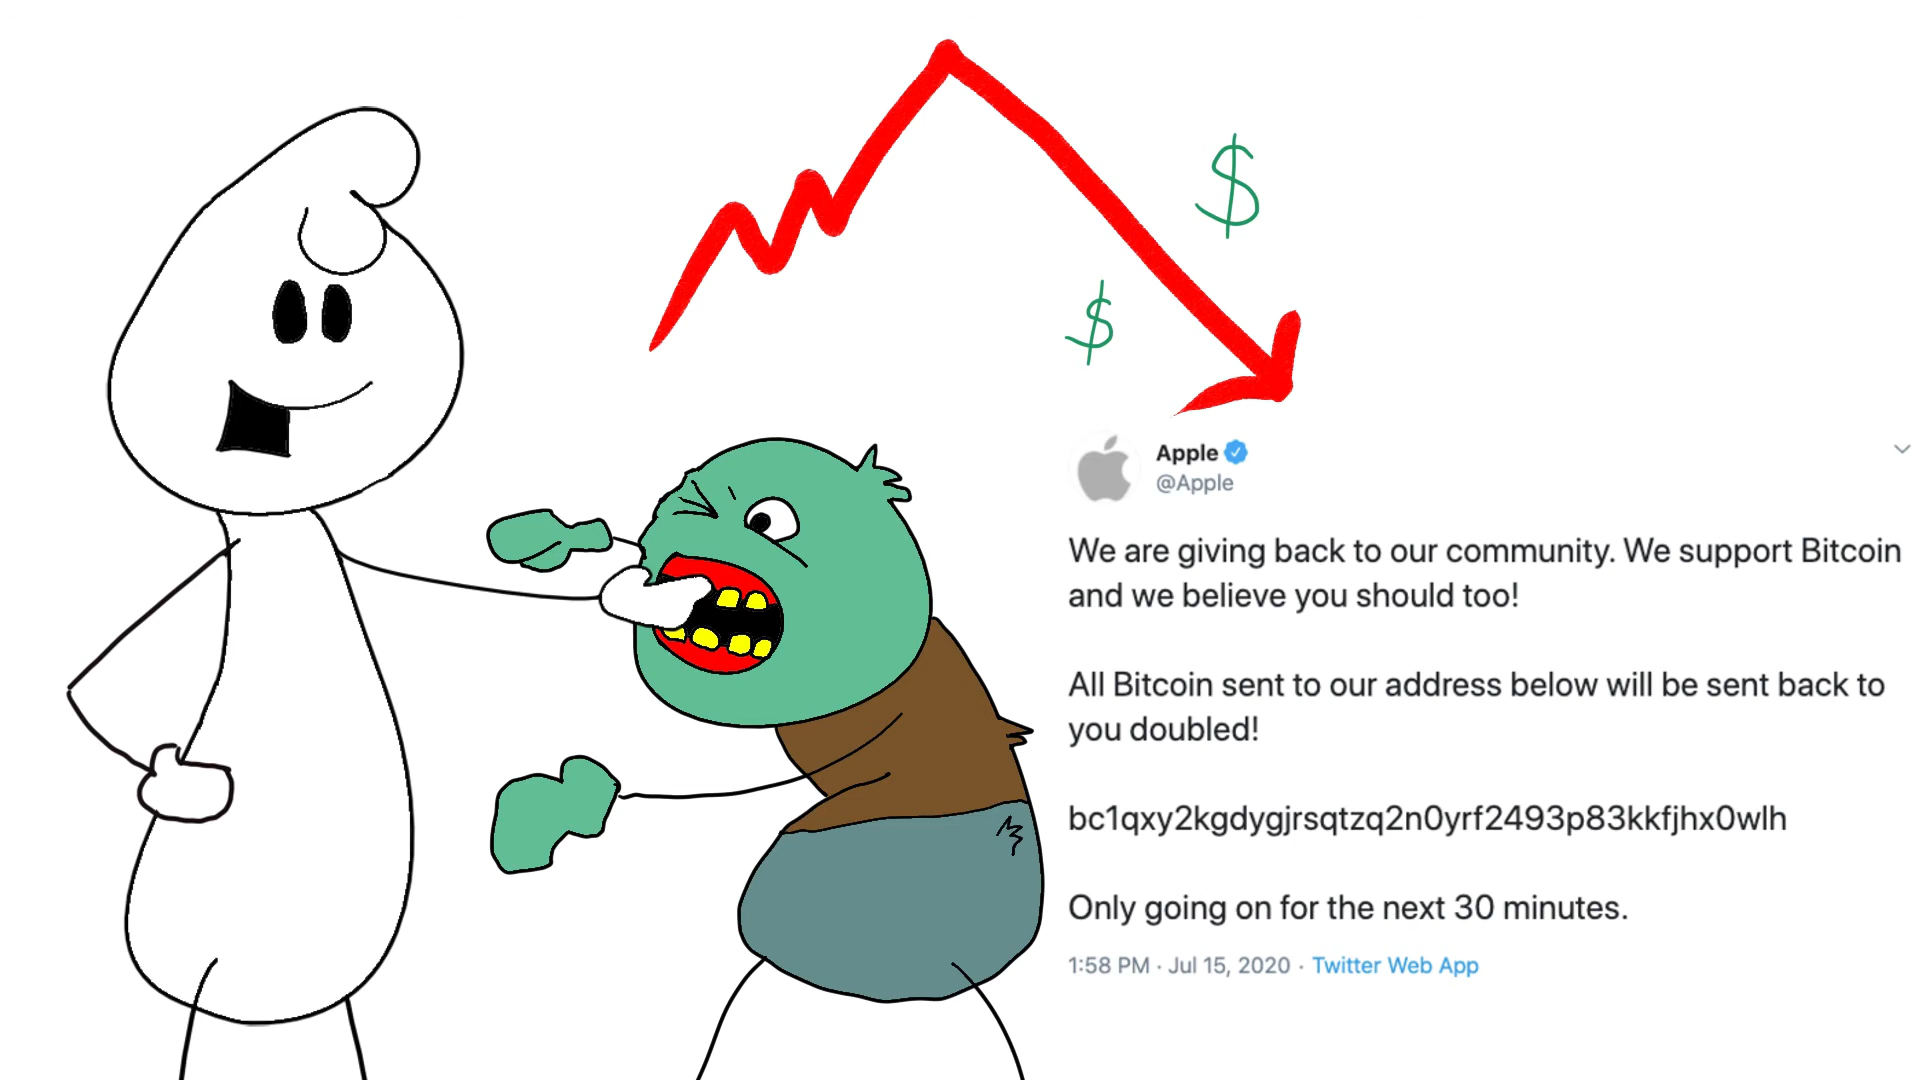 $
$
Apple
@Apple
We are giving back to our community. We support Bitcoin
and we believe you should too!
All Bitcoin sent to our address below will be sent back to
you doubled!
bc1qxy2kgdygjrsqtzq2n0yrf2493p83kkfjhx0wlh
Only going on for the next 30 minutes.
1:58 PM · Jul 15, 2020 · Twitter Web App